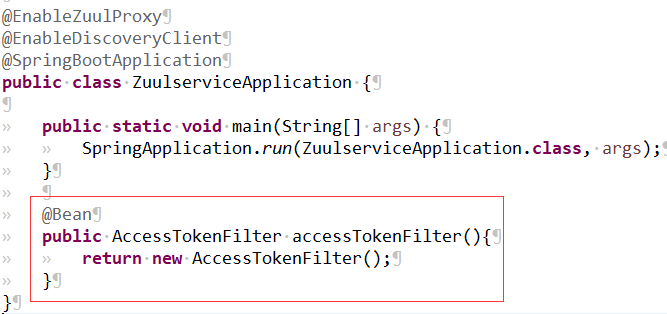 @EnableZuulProxy
@EnableDiscoveryClient
@SpringBootApplication
public class ZuulserviceApplication {
public static void main(String[] args) {
SpringApplication.run(ZuulserviceApplication.class, args);
}
@Bean
public AccessTokenFilter accessTokenFilter(){
return new AccessTokenFilter();
}
}